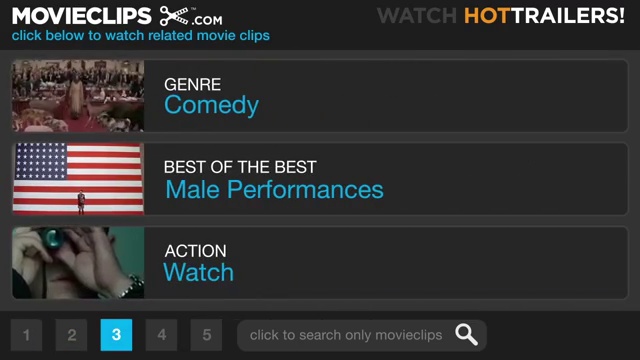 MOVIECLIPS .COM
WATCH HOTTRAILERS!
click below to watch related movie clips
GENRE
Comedy
BEST OF THE BEST
Male Performances
ACTION
Watch
1 2 3 4 5 click to search only movieclips